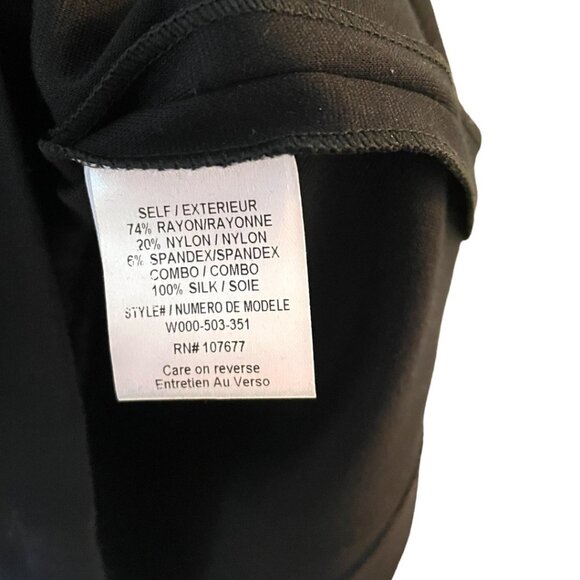 SELF / EXTERIEUR
74% RAYON/RAYONNE
20% NYLON / NYLON
6% SPANDEX/SPANDEX
COMBO / COMBO
100% SILK / SOIE
STYLE# / NUMERO DE MODELE
W000-503-351
RN# 107677
Care on reverse
Entretien Au Verso